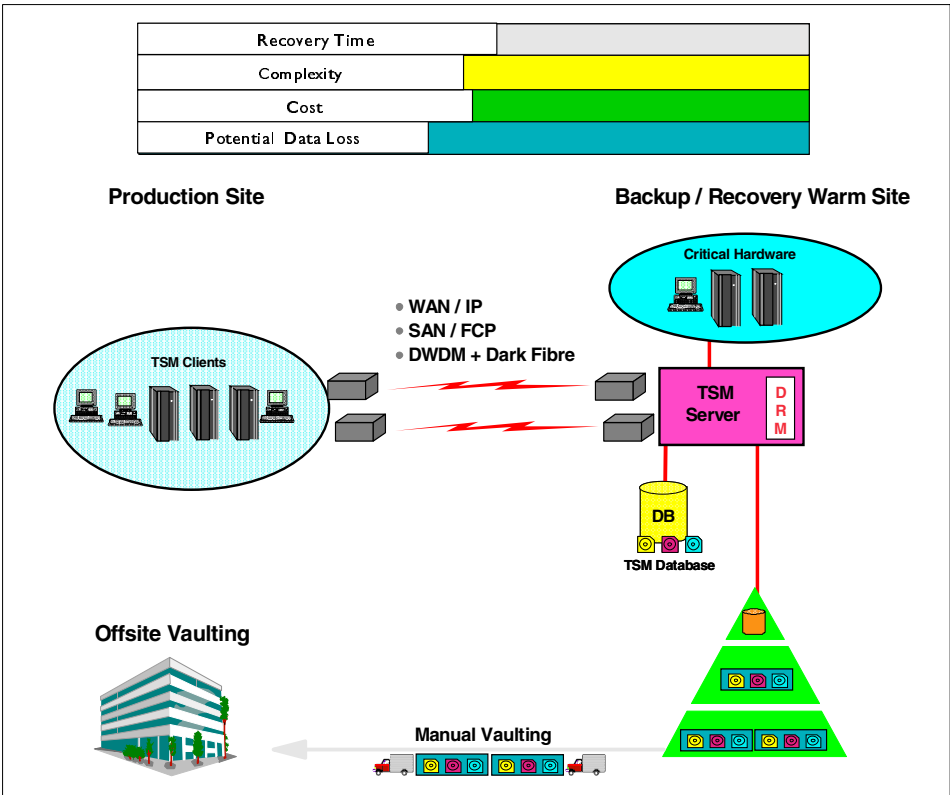 Recovery Time
Complexity
Cost
Potential Data Loss
Production Site
Backup / Recovery Warm Site
Critical Hardware
● WAN / IP
● SAN / FCP
● DWDM + Dark Fibre
TSM Clients
TSM
Server
D
R
M
DB
TSM Database
Offsite Vaulting
Manual Vaulting